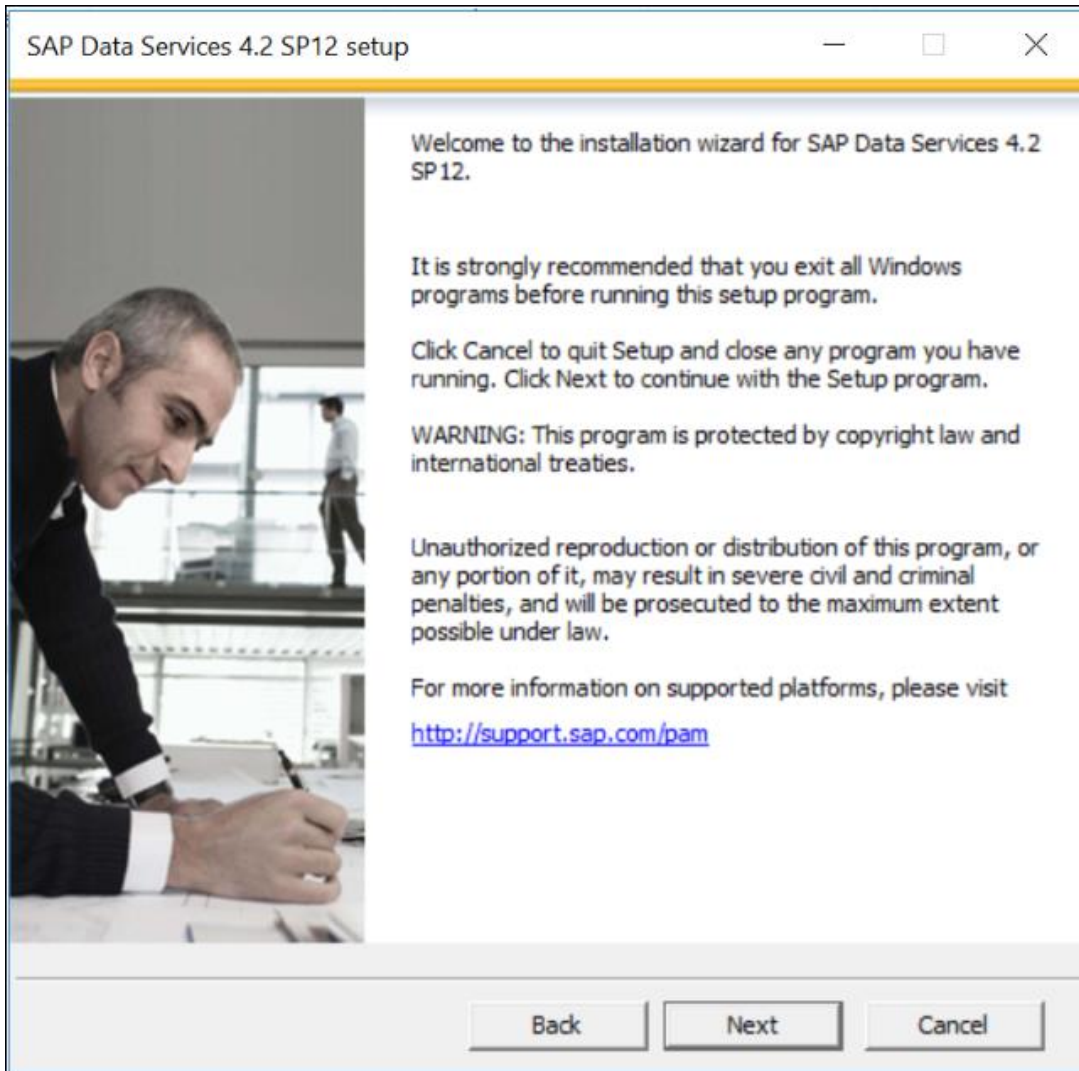 SAP Data Services 4.2 SP12 setup
Welcome to the installation wizard for SAP Data Services 4.2
SP12.
It is strongly recommended that you exit all Windows
programs before running this setup program.
Click Cancel to quit Setup and close any program you have
running. Click Next to continue with the Setup program.
WARNING: This program is protected by copyright law and
international treaties.
Unauthorized reproduction or distribution of this program, or
any portion of it, may result in severe civil and criminal
penalties, and will be prosecuted to the maximum extent
possible under law.
For more information on supported platforms, please visit
http://support.sap.com/pam
Back
Next
Cancel